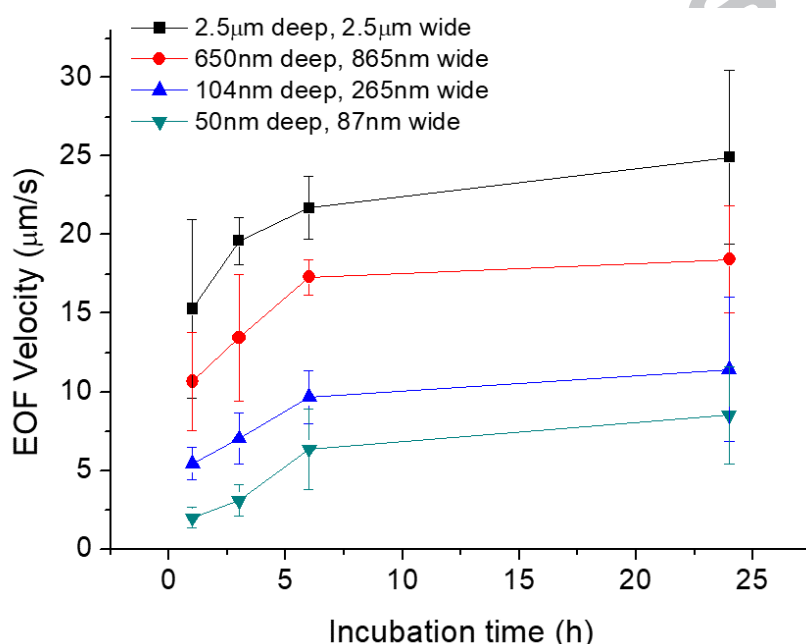 2.5μm deep, 2.5μm wide
650nm deep, 865nm wide
104nm deep, 265nm wide
50nm deep, 87nm wide
30
25
20
15
10
5
0
EOF Velocity (μm/s)
0 5 10 15 20 25
Incubation time (h)